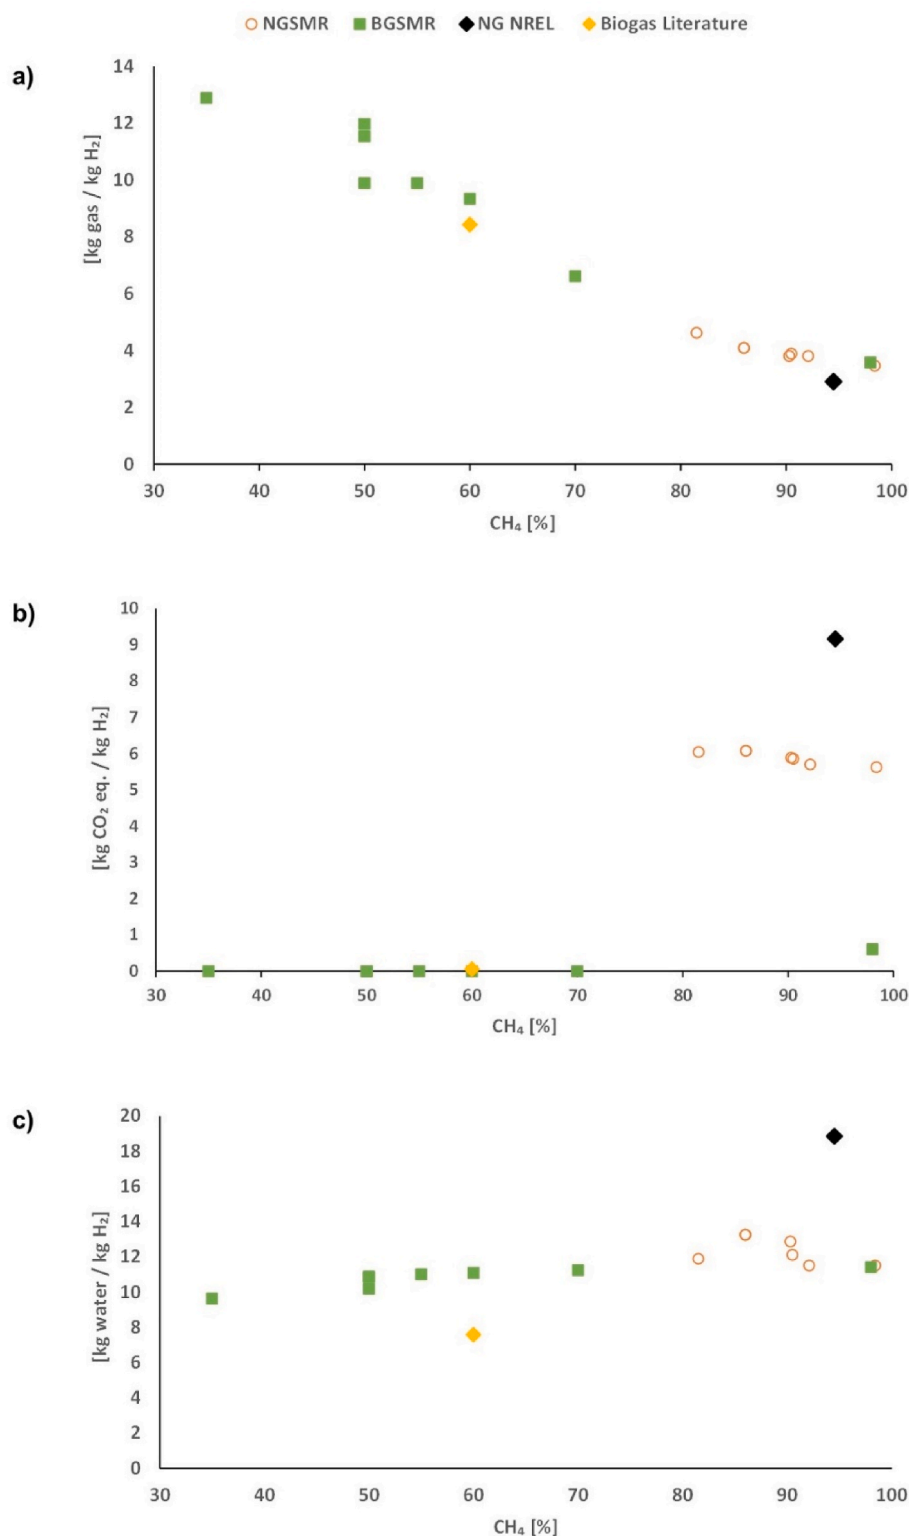 NGSMR BGSMR NG NREL Biogas Literature
a)
[kg gas / kg H₂]
14
12
10
8
6
4
2
0
30 40 50 60 70 80 90 100
CH₄ [%]
b)
[kg CO₂ eq. / kg H₂]
10
9
8
7
6
5
4
3
2
1
0
30 40 50 60 70 80 90 100
CH₄ [%]
c)
[kg water / kg H₂]
20
18
16
14
12
10
8
6
4
2
0
30 40 50 60 70 80 90 100
CH₄ [%]